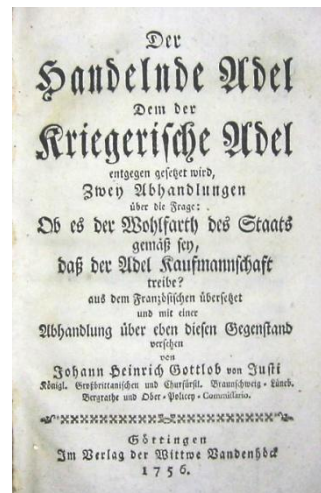 Der
Handelnde Adel
Dem der
Kriegerische Adel
entgegen gesetzet wird,
Zwey Abhandlungen
über die Frage:
Ob es der Wohlfarth des Staats
gemäß sey,
daß der Adel Kaufmannschaft
treibe?
aus dem Französischen übersetzet
und mit einer
Abhandlung über eben diesen Gegenstand
versehen
von
Johann Heinrich Gottlob von Justi
Königl. Großbrittanischen und Churfürstl. Braunschweig-Lüneb.
Bergrathe und Ober-Policey-Commissario.
Göttingen
Im Verlag der Wittwe Vandenhöck
1756.